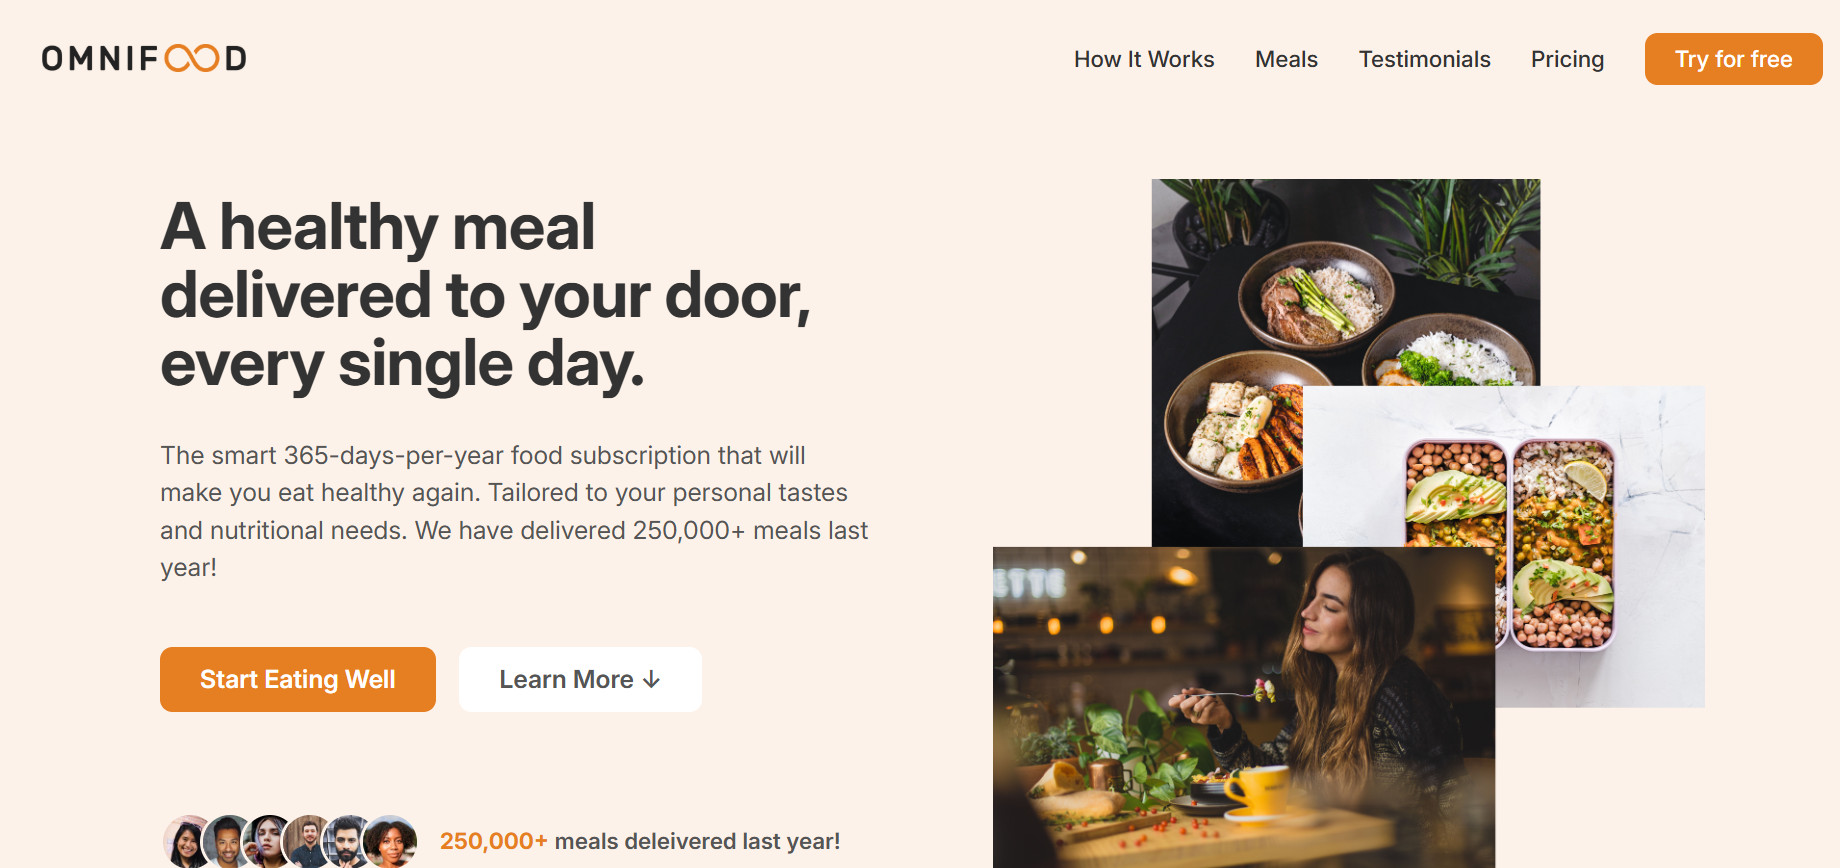 OMNIFOOD
How It Works
Meals
Testimonials
Pricing
Try for free
A healthy meal
delivered to your door,
every single day.
The smart 365-days-per-year food subscription that will
make you eat healthy again. Tailored to your personal tastes
and nutritional needs. We have delivered 250,000+ meals last
year!
Start Eating Well
Learn More ↓
ETTE
250,000+ meals deleivered last year!